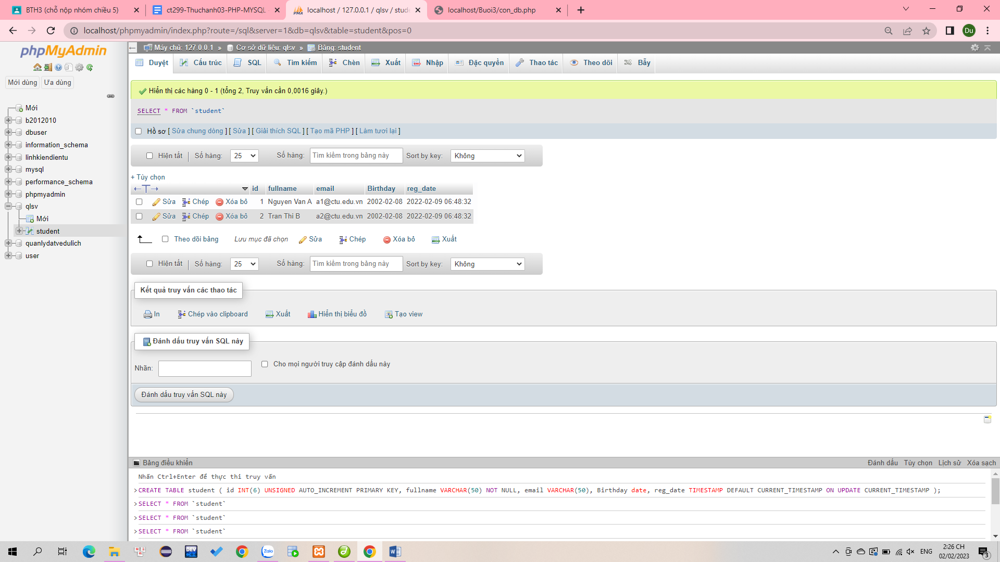 BTH3 (chỗ nộp nhóm chiều 5)
ct299-Thuchanh03-PHP-MYSQL
localhost / 127.0.0.1 / qlsv / stude
localhost/Buoi3/con_db.php
localhost/phpmyadmin/index.php?route=/sql&server=1&db=qlsv&table=student&pos=0
Du
phpMyAdmin
Mới dùng Ưa dùng
Mới
b2012010
dbuser
information_schema
linhkiendientu
mysql
performance_schema
phpmyadmin
qlsv
Mới
student
quanlydatvedulich
user
Máy chủ: 127.0.0.1 » Cơ sở dữ liệu: qlsv » Bảng: student
Duyệt Cấu trúc SQL Tìm kiếm Chèn Xuất Nhập Đặc quyền Thao tác Theo dõi Bẫy
Hiển thị các hàng 0 - 1 (tổng 2, Truy vấn cần 0,0016 giây.)
SELECT * FROM `student`
Hồ sơ [ Sửa chung dòng ] [ Sửa ] [ Giải thích SQL ] [ Tạo mã PHP ] [ Làm tươi lại ]
Hiện tất Số hàng: 25 Số hàng: Tìm kiếm trong bảng này Sort by key: Không
+ Tùy chọn
id fullname email Birthday reg_date
Sửa Chép Xóa bỏ 1 Nguyen Van A a1@ctu.edu.vn 2002-02-08 2022-02-09 06:48:32
Sửa Chép Xóa bỏ 2 Tran Thi B a2@ctu.edu.vn 2002-02-08 2022-02-09 06:48:32
Theo dõi bảng Lưu mục đã chọn Sửa Chép Xóa bỏ Xuất
Hiện tất Số hàng: 25 Số hàng: Tìm kiếm trong bảng này Sort by key: Không
Kết quả truy vấn các thao tác
In Chép vào clipboard Xuất Hiển thị biểu đồ Tạo view
Đánh dấu truy vấn SQL này
Nhãn: Cho mọi người truy cập đánh dấu này
Đánh dấu truy vấn SQL này
Bảng điều khiển Đánh dấu Tùy chọn Lịch sử Xóa sạch
Nhấn Ctrl+Enter để thực thi truy vấn
>CREATE TABLE student ( id INT(6) UNSIGNED AUTO_INCREMENT PRIMARY KEY, fullname VARCHAR(50) NOT NULL, email VARCHAR(50), Birthday date, reg_date TIMESTAMP DEFAULT CURRENT_TIMESTAMP ON UPDATE CURRENT_TIMESTAMP );
>SELECT * FROM `student`
>SELECT * FROM `student`
>SELECT * FROM `student`
DEV
Zalo
ENG
2:26 CH
02/02/2023
3